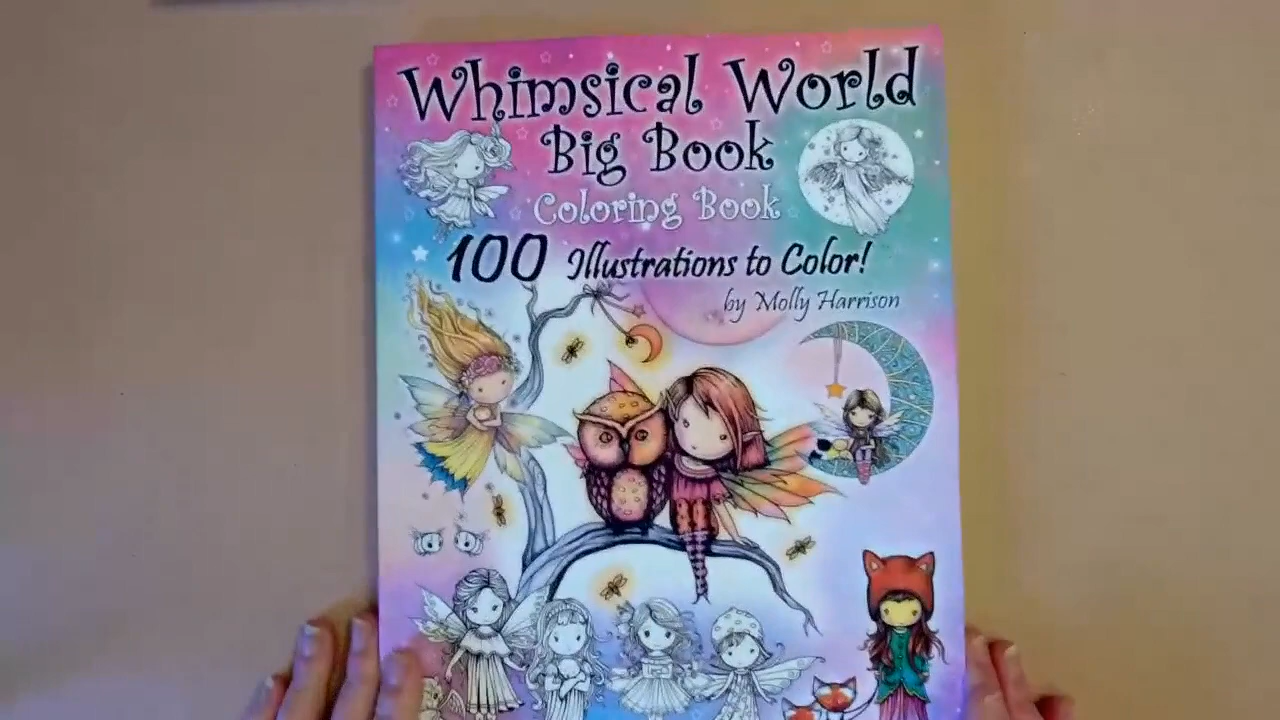 Whimsical World
Big Book
Coloring Book
100 Illustrations to Color!
by Molly Harrison